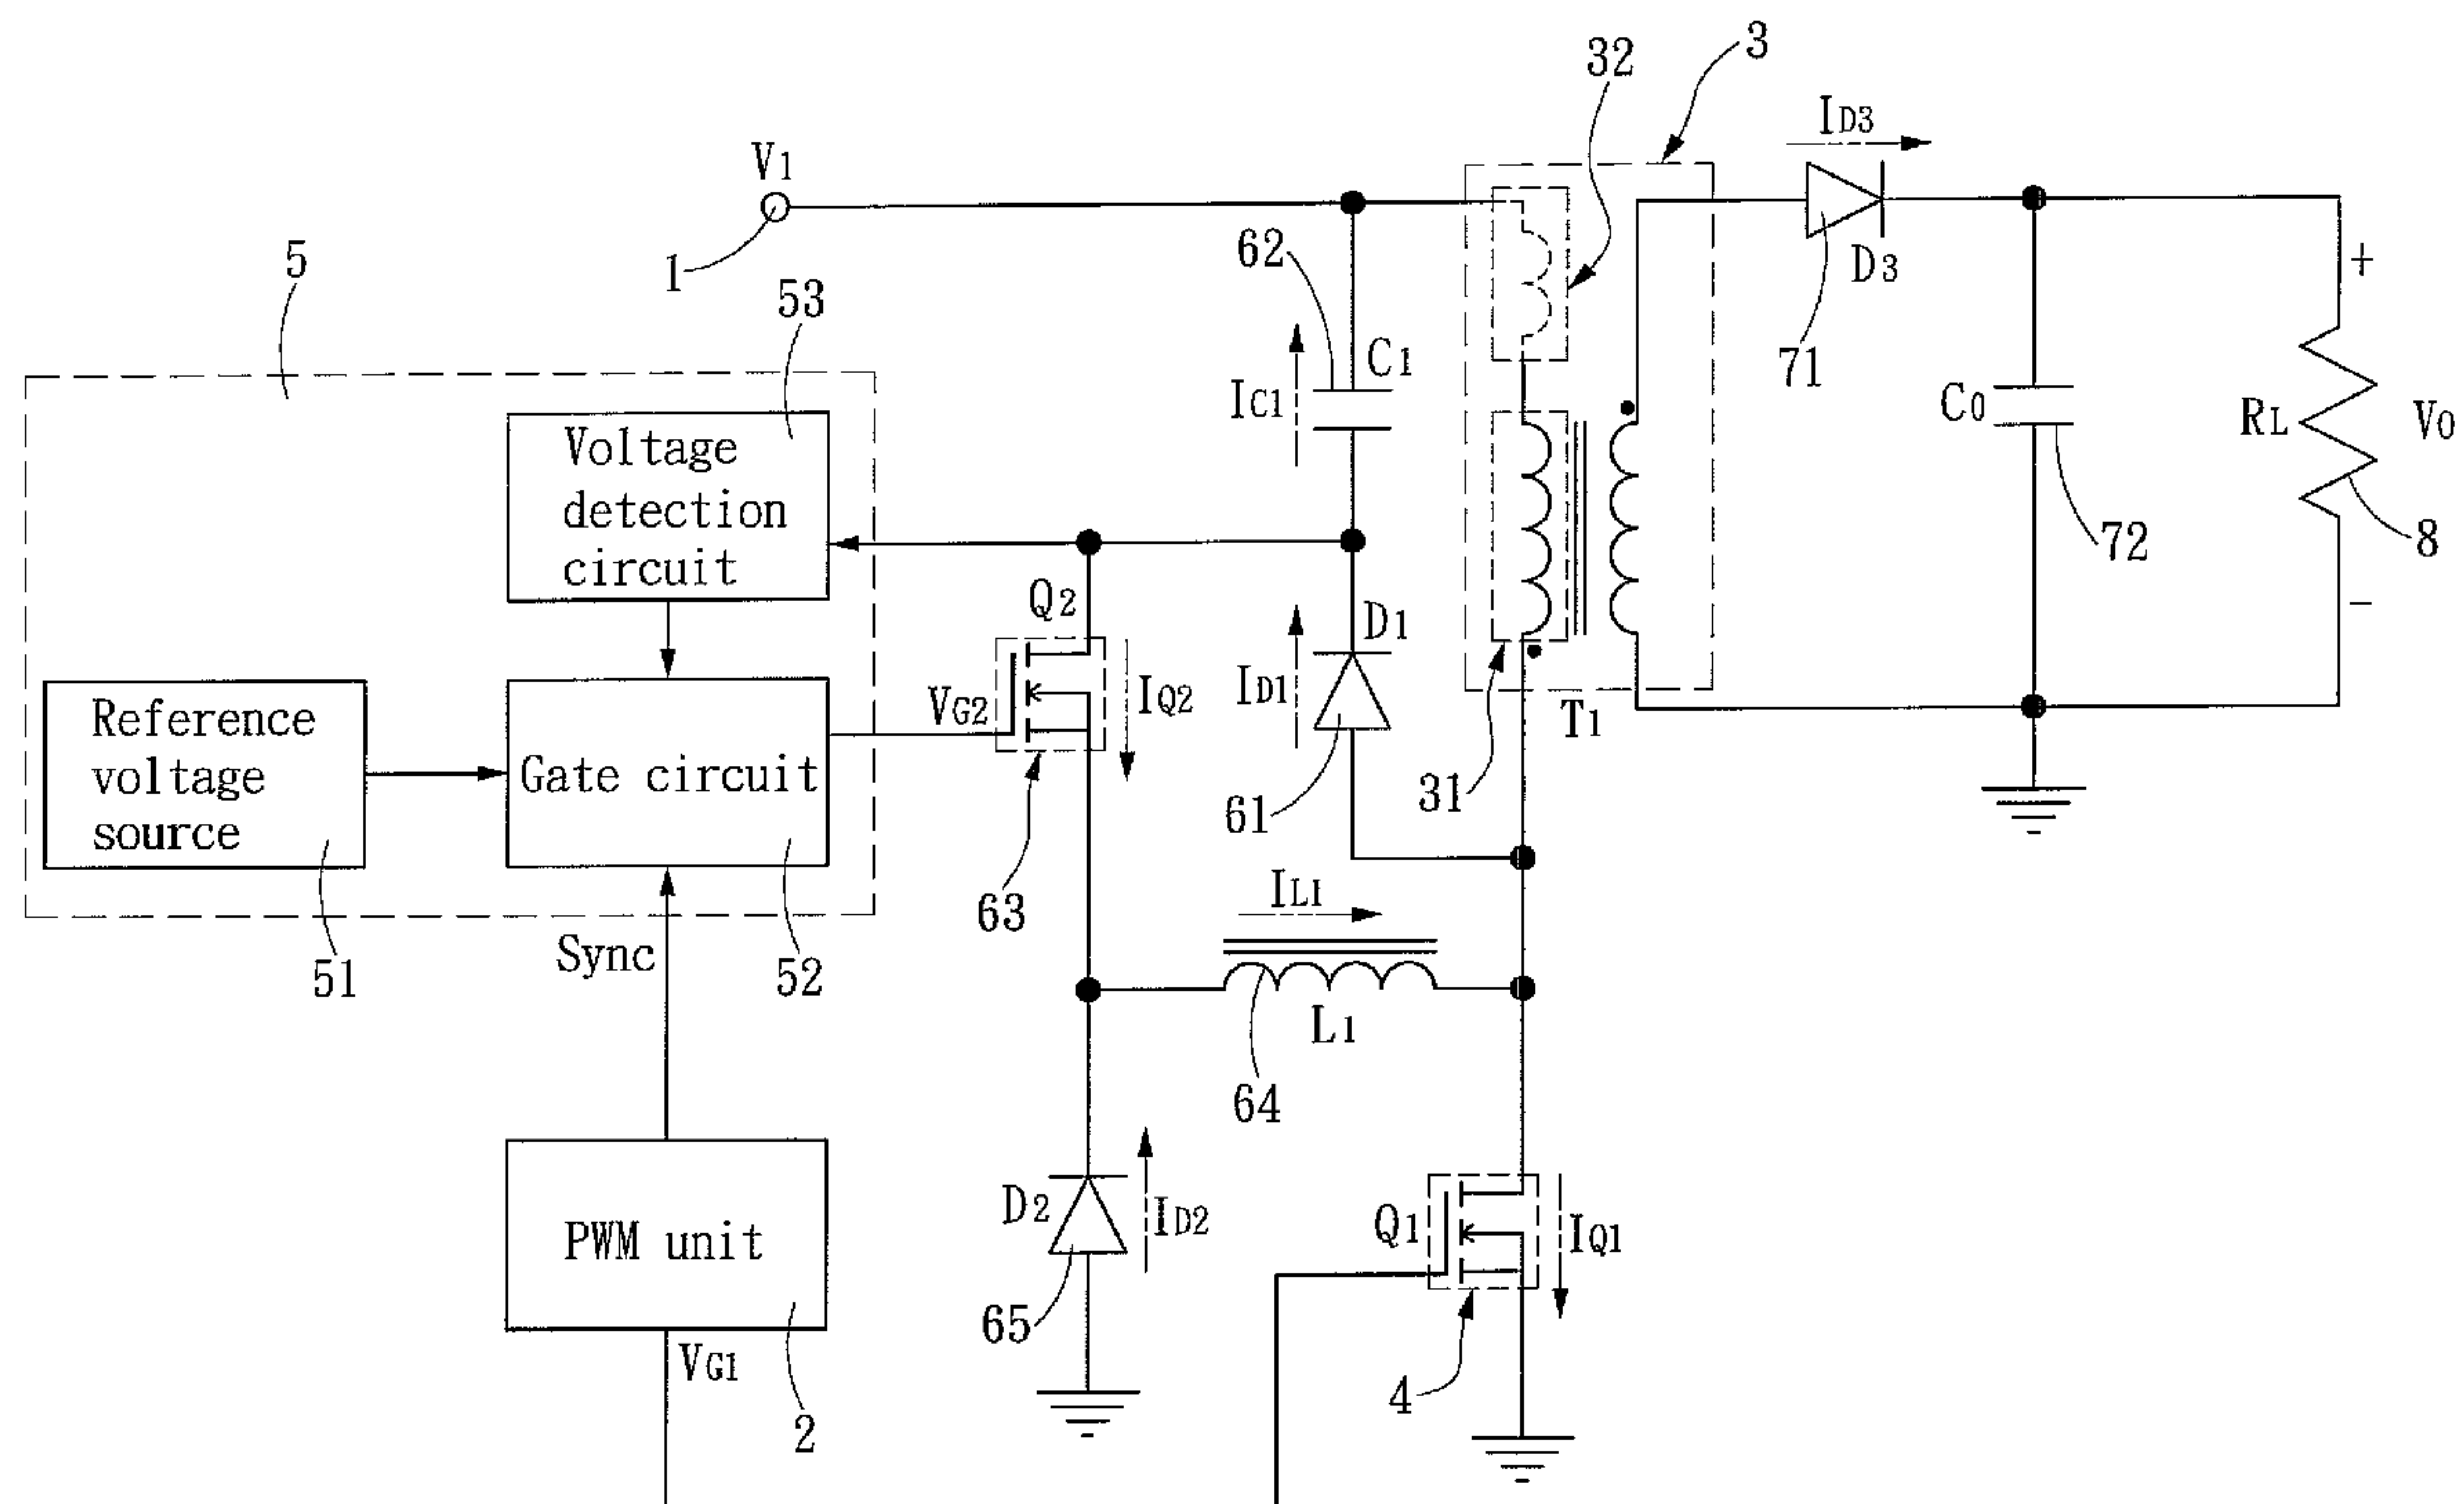 3
32
ID3
V1
5
62
1
53
D3
+
71
C1
IC1
C0
RL
V0
Voltage
detection
circuit
72
8
Q2
D1
−
ID1
IQ2
VG2
T1
Reference
voltage
source
Gate circuit
31
61
IL1
63
Sync
51
52
L1
64
D2
ID2
Q1
IQ1
PWM unit
65
VG1
4
2